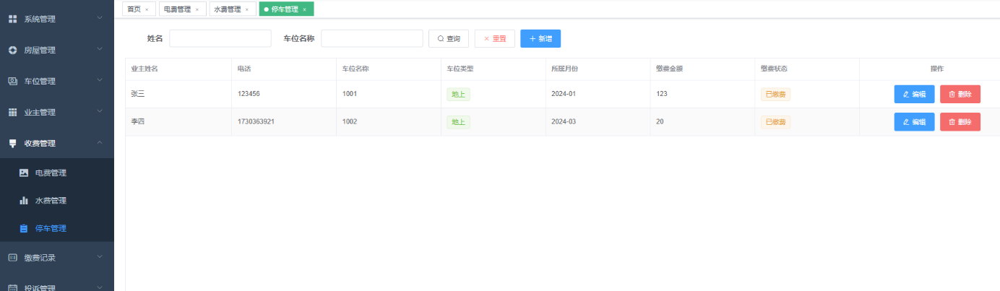 系统管理
房屋管理
车位管理
业主管理
收费管理
电费管理
水费管理
停车管理
缴费记录
投诉管理
首页 × 电费管理 × 水费管理 × 停车管理 ×
姓名 车位名称 查询 重置 新增
业主姓名 电话 车位名称 车位类型 所属月份 缴费金额 缴费状态 操作
张三 123456 1001 地上 2024-01 123 已缴费 编辑 删除
李四 1730363921 1002 地上 2024-03 20 已缴费 编辑 删除